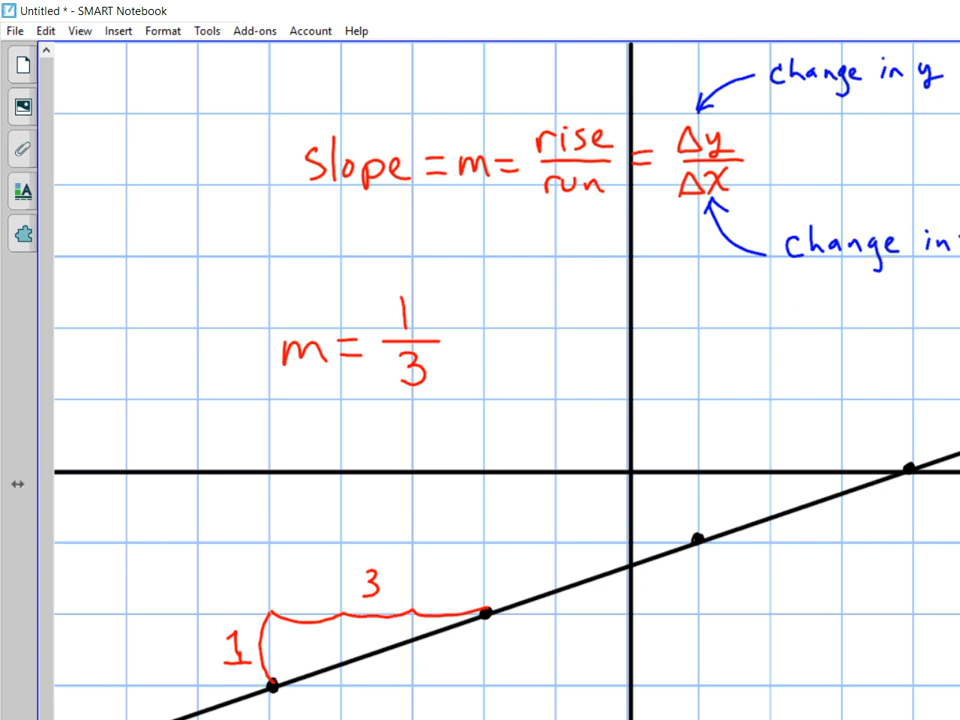 Untitled * - SMART Notebook
File Edit View Insert Format Tools Add-ons Account Help
change in y
slope = m = rise/run = Δy/Δx
change in
m = 1/3
3
1